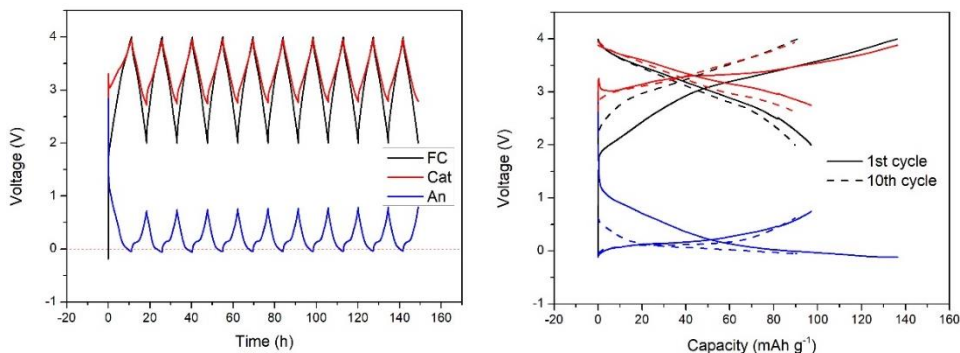 Voltage (V)
4
3
2
1
0
-1
FC
Cat
An
-20 0 20 40 60 80 100 120 140 160
Time (h)
Voltage (V)
4
3
2
1
0
-1
1st cycle
10th cycle
-20 0 20 40 60 80 100 120 140 160
Capacity (mAh g⁻¹)